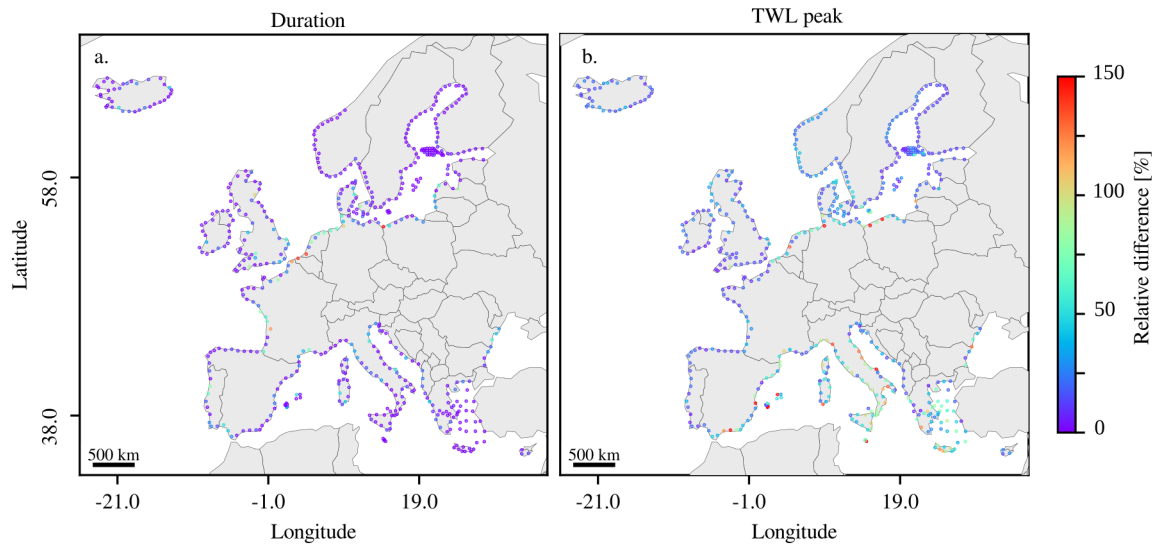 Duration
TWL peak
a.
b.
150
100
50
0
Relative difference [%]
58.0
38.0
Latitude
500 km
500 km
-21.0
-1.0
19.0
-21.0
-1.0
19.0
Longitude
Longitude